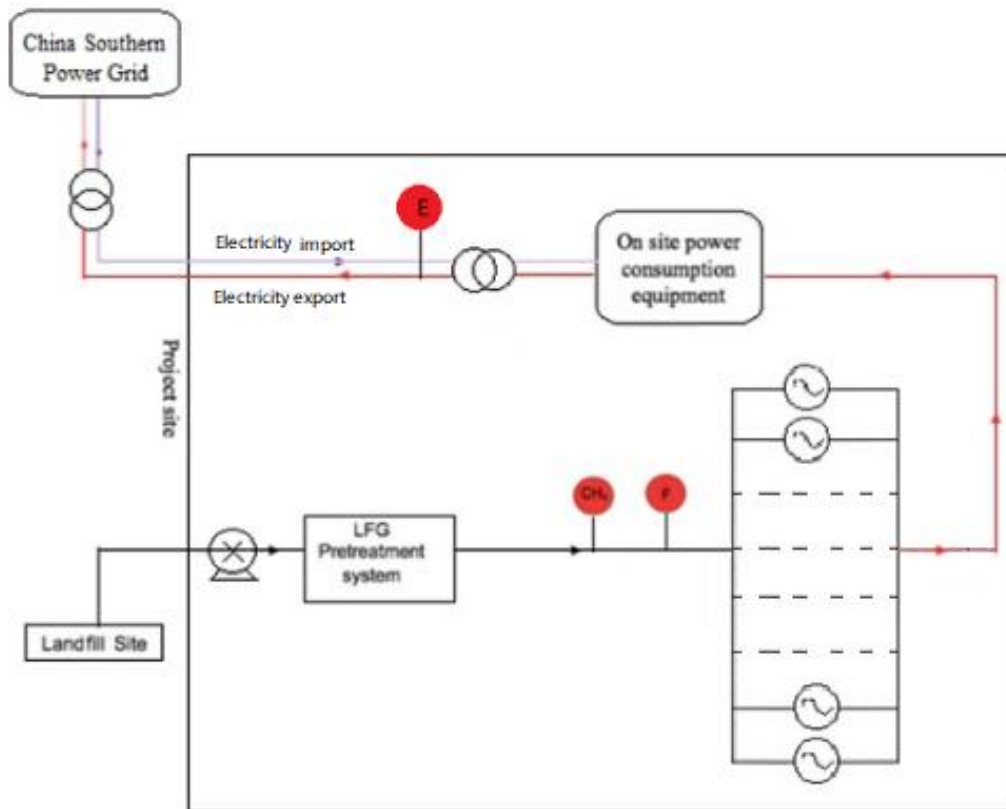 China Southern
Power Grid
E
Electricity import
Electricity export
On site power
consumption
equipment
Project site
CH₄
F
LFG
Pretreatment
system
Landfill Site